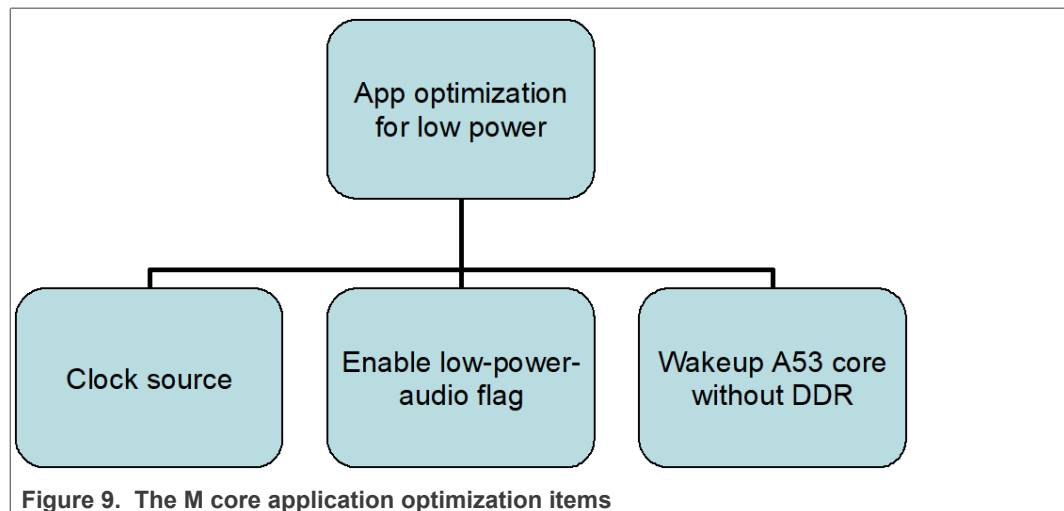 App optimization
for low power
Clock source
Enable low-power-
audio flag
Wakeup A53 core
without DDR
Figure 9. The M core application optimization items